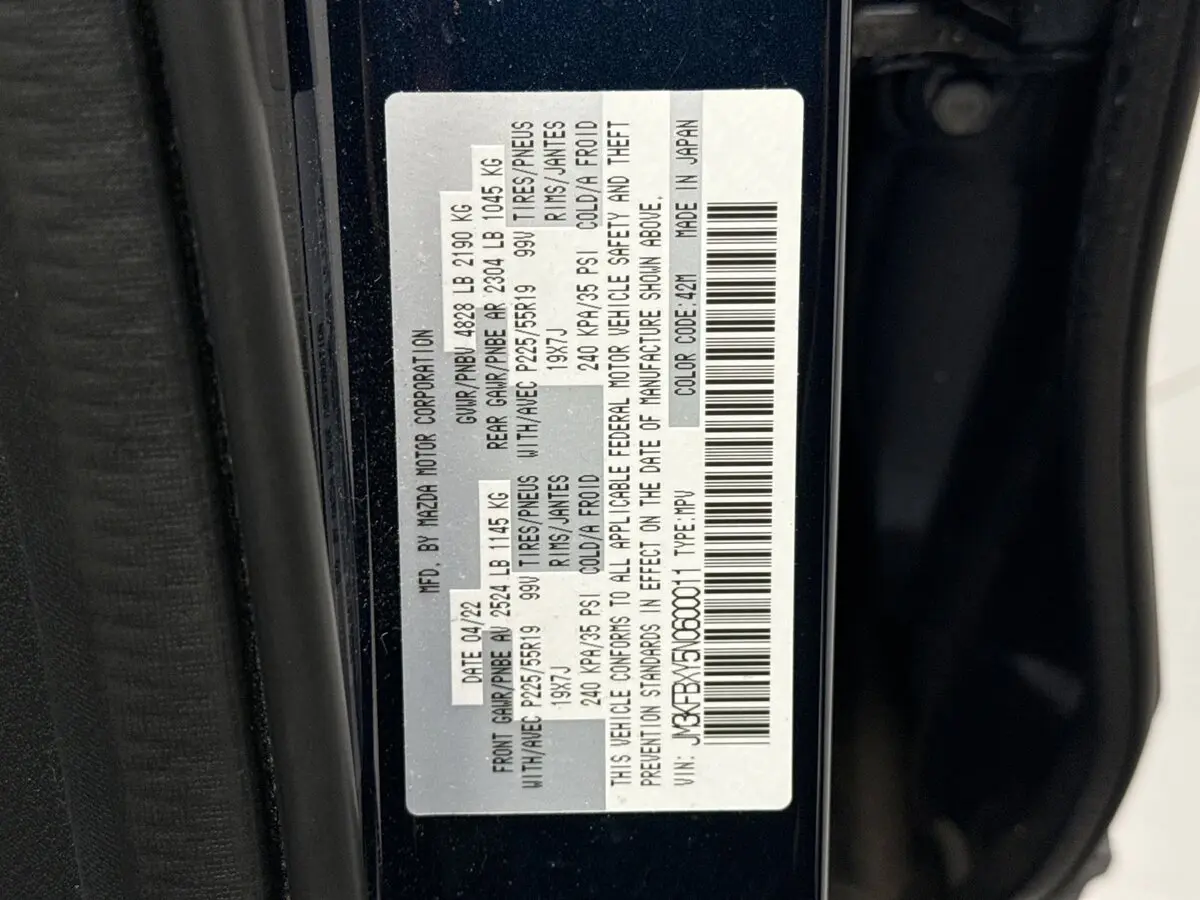 MFD. BY MAZDA MOTOR CORPORATION
DATE 04/22 GVWR/PNBV 4828 LB 2190 KG
FRONT GAWR/PNBE AV 2524 LB 1145 KG REAR GAWR/PNBE AR 2304 LB 1045 KG
WITH/AVEC P225/55R19 99V TIRES/PNEUS WITH/AVEC P225/55R19 99V TIRES/PNEUS
19X7J RIMS/JANTES 19X7J RIMS/JANTES
240 KPA/35 PSI COLD/A FROID 240 KPA/35 PSI COLD/A FROID
THIS VEHICLE CONFORMS TO ALL APPLICABLE FEDERAL MOTOR VEHICLE SAFETY AND THEFT
PREVENTION STANDARDS IN EFFECT ON THE DATE OF MANUFACTURE SHOWN ABOVE.
VIN: JM3KFBXY5N0600011 TYPE:MPV COLOR CODE:42M MADE IN JAPAN